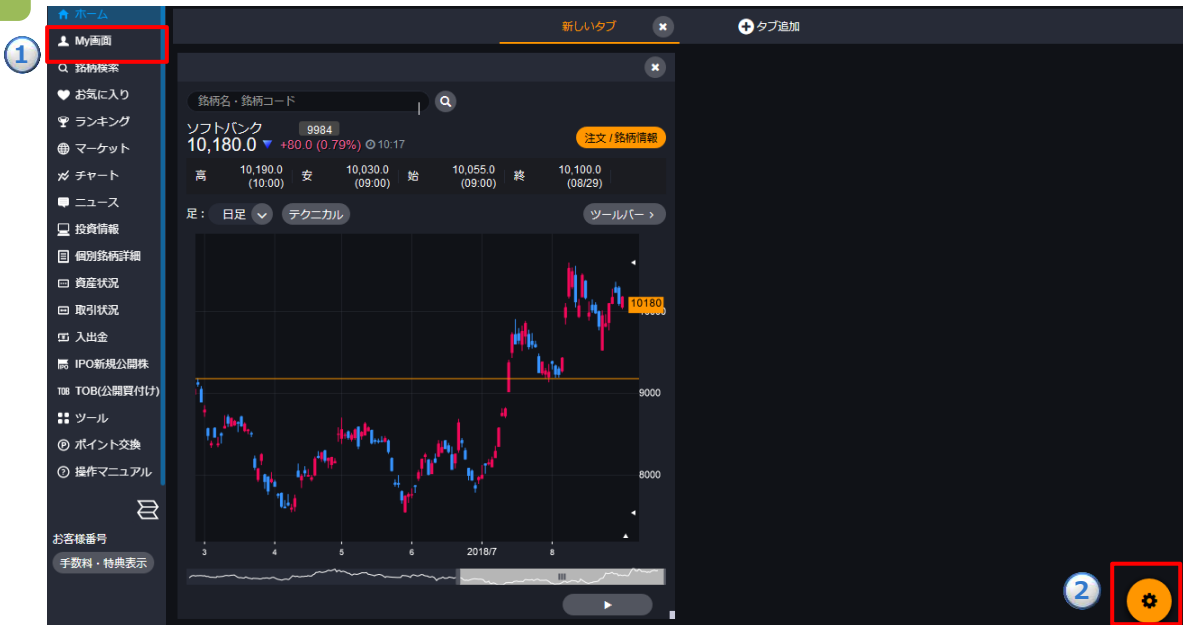 ホーム
1
My画面
銘柄検索
お気に入り
ランキング
マーケット
チャート
ニュース
投資情報
個別銘柄詳細
資産状況
取引状況
入出金
IPO新規公開株
TOB TOB(公開買付け)
ツール
P ポイント交換
? 操作マニュアル
お客様番号
手数料・特典表示
新しいタブ
タブ追加
銘柄名・銘柄コード
ソフトバンク 9984
10,180.0 ▼ +80.0 (0.79%) 10:17
注文 / 銘柄情報
高 10,190.0 (10:00) 安 10,030.0 (09:00) 始 10,055.0 (09:00) 終 10,100.0 (08/29)
足: 日足 テクニカル ツールバー
10180
10000
9000
8000
3 4 5 6 2018/7 8
2